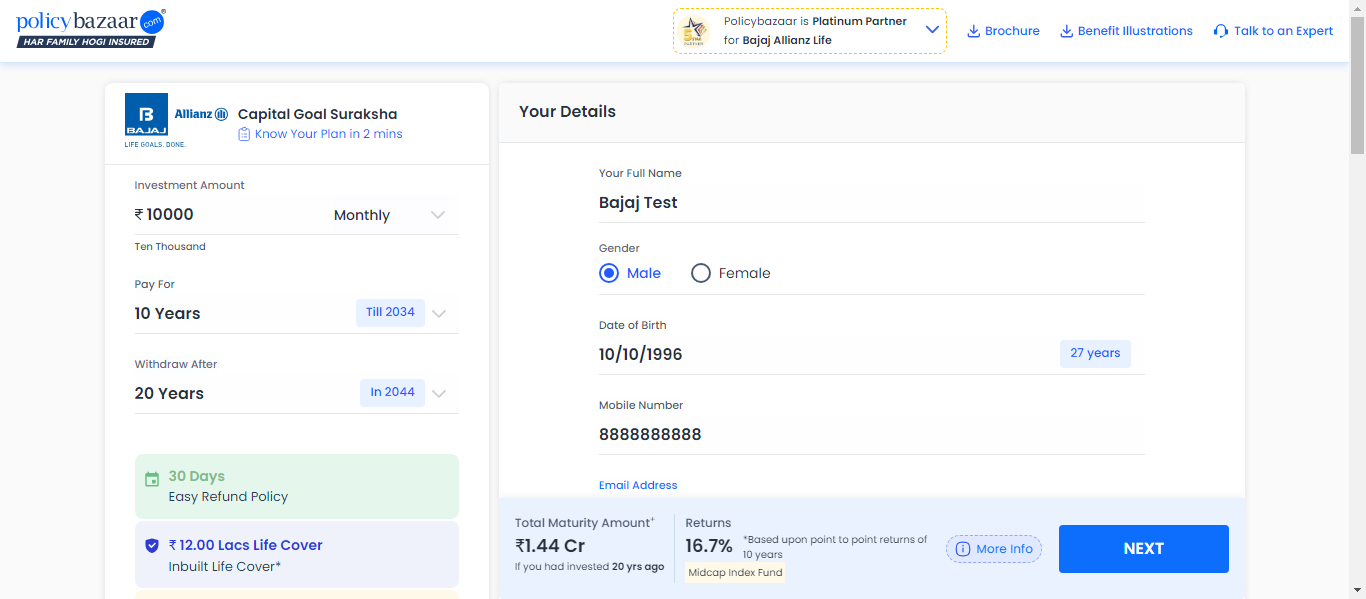 policybazaar.com®
HAR FAMILY HOGI INSURED
Policybazaar is Platinum Partner
for Bajaj Allianz Life
Brochure
Benefit Illustrations
Talk to an Expert
B
BAJAJ
Allianz
LIFE GOALS. DONE.
Capital Goal Suraksha
Know Your Plan in 2 mins
Investment Amount
₹ 10000 Monthly
Ten Thousand
Pay For
10 Years Till 2034
Withdraw After
20 Years In 2044
30 Days
Easy Refund Policy
₹ 12.00 Lacs Life Cover
Inbuilt Life Cover*
Your Details
Your Full Name
Bajaj Test
Gender
Male Female
Date of Birth
10/10/1996 27 years
Mobile Number
8888888888
Email Address
Total Maturity Amount+
₹1.44 Cr
If you had invested 20 yrs ago
Returns
16.7%
*Based upon point to point returns of
10 years
Midcap Index Fund
More Info
NEXT